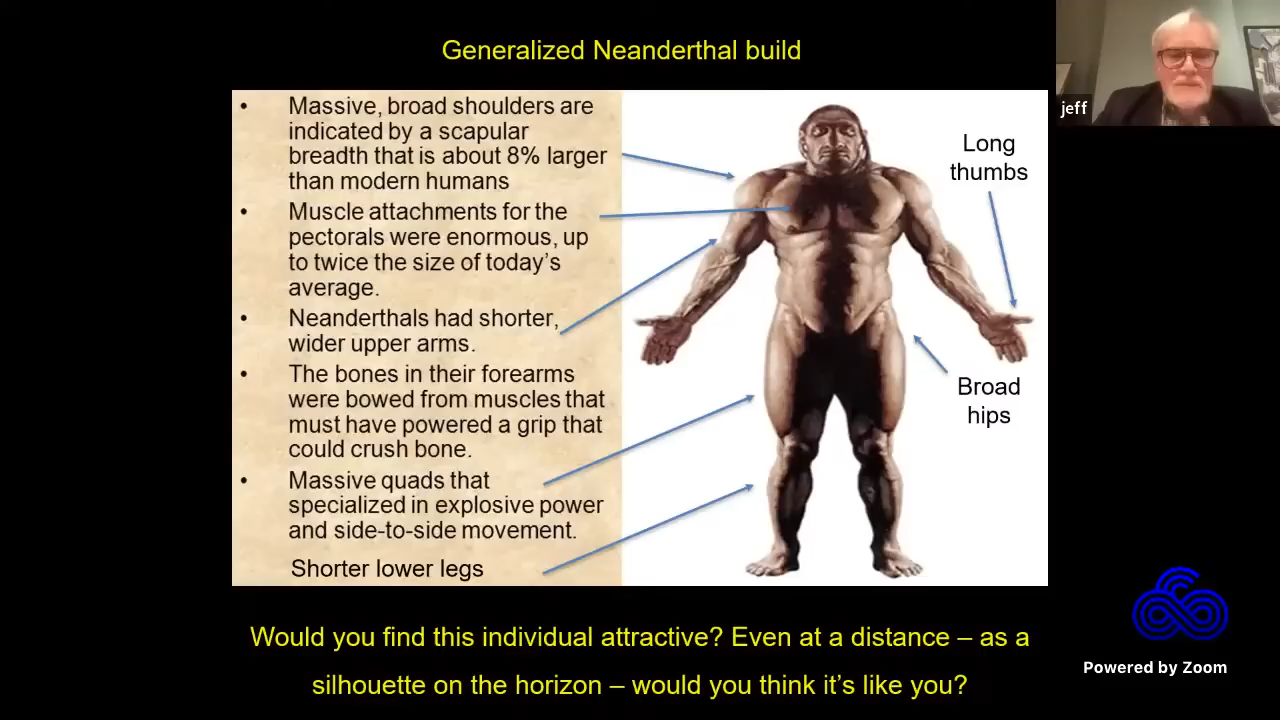 Generalized Neanderthal build
jeff
• Massive, broad shoulders are
indicated by a scapular
breadth that is about 8% larger
than modern humans
• Muscle attachments for the
pectorals were enormous, up
to twice the size of today's
average.
• Neanderthals had shorter,
wider upper arms.
• The bones in their forearms
were bowed from muscles that
must have powered a grip that
could crush bone.
• Massive quads that
specialized in explosive power
and side-to-side movement.
Shorter lower legs
Long
thumbs
Broad
hips
Would you find this individual attractive? Even at a distance – as a
silhouette on the horizon – would you think it's like you?
Powered by Zoom